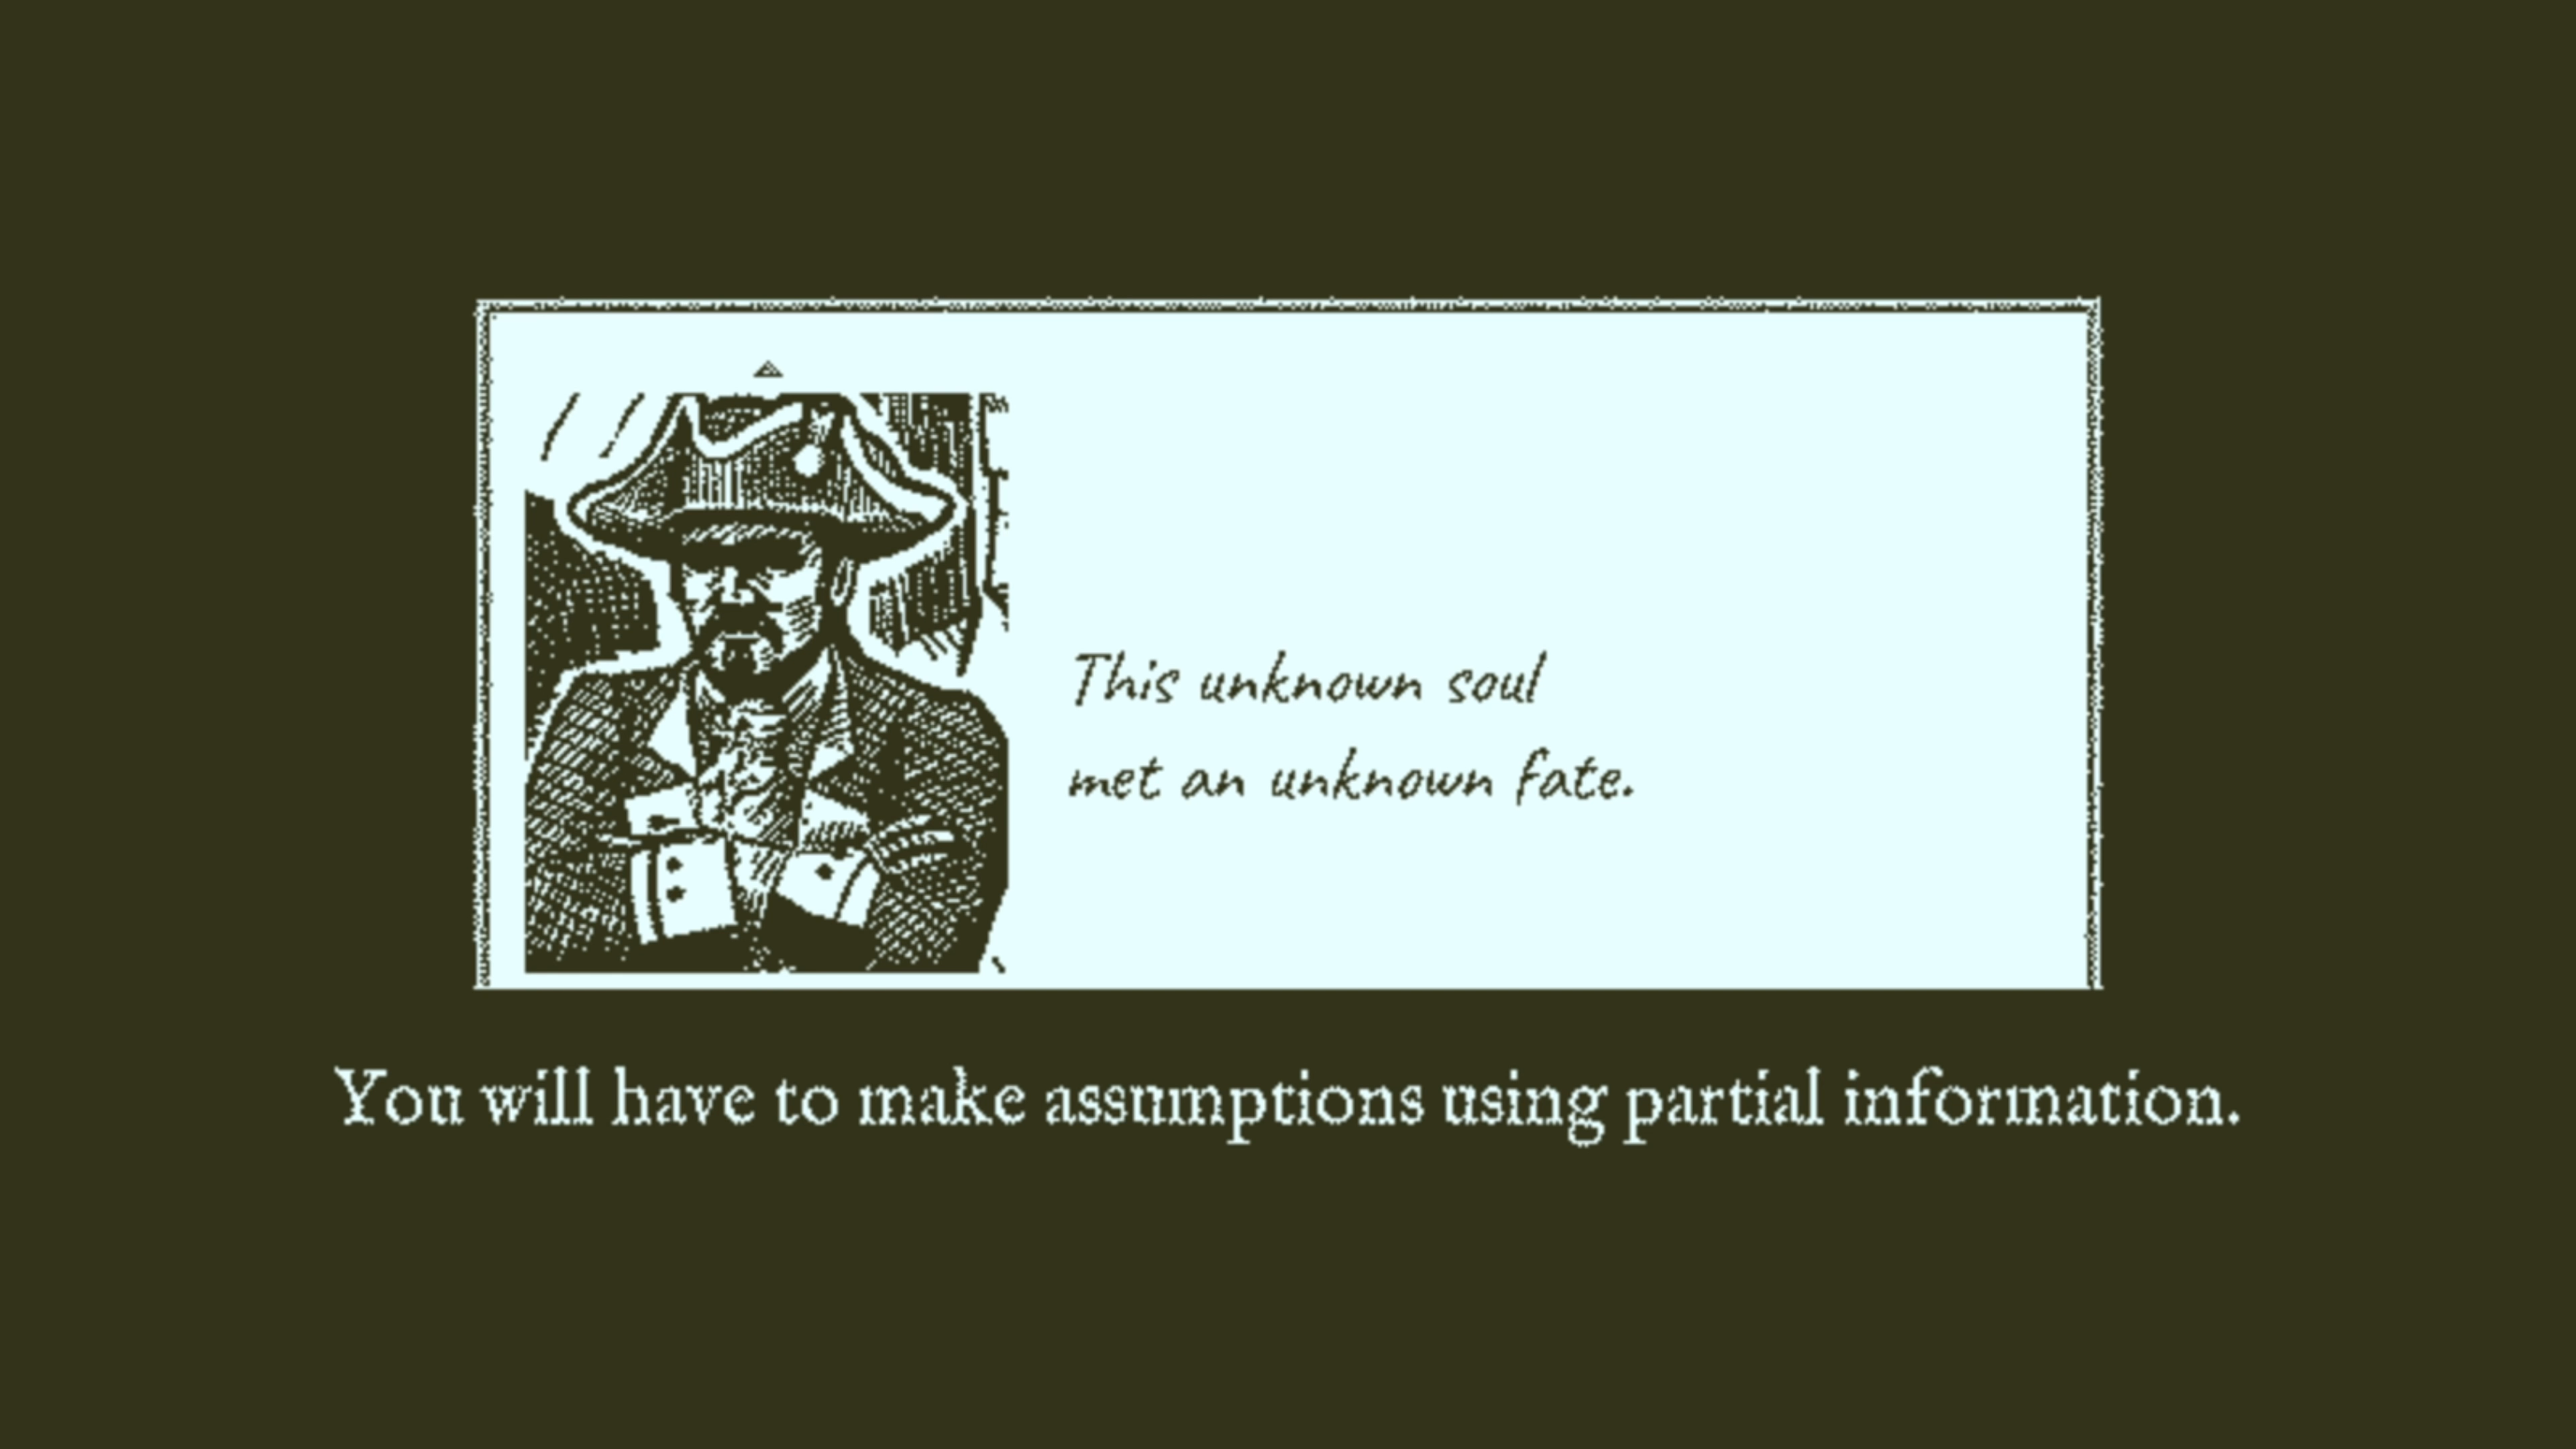 This unknown soul
met an unknown fate.
You will have to make assumptions using partial information.